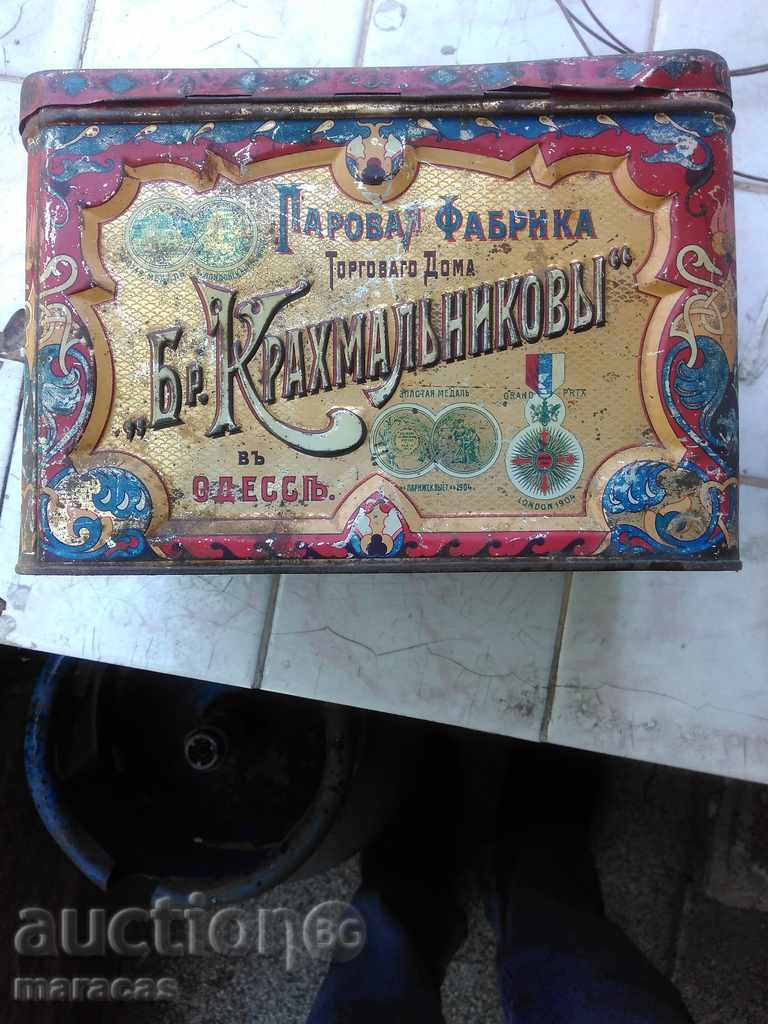 Паровая Фабрика
Торговаго Дома
„Бр. Крахмальниковы“
въ
Одессѣ.
Золотая медаль
Grand Prix
London 1904
auction BG
maracas